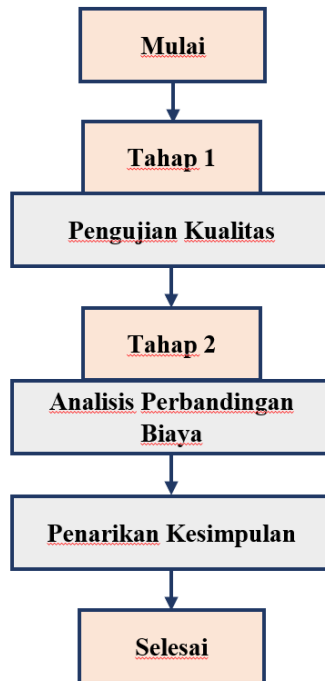 Mulai
Tahap 1
Pengujian Kualitas
Tahap 2
Analisis Perbandingan
Biaya
Penarikan Kesimpulan
Selesai